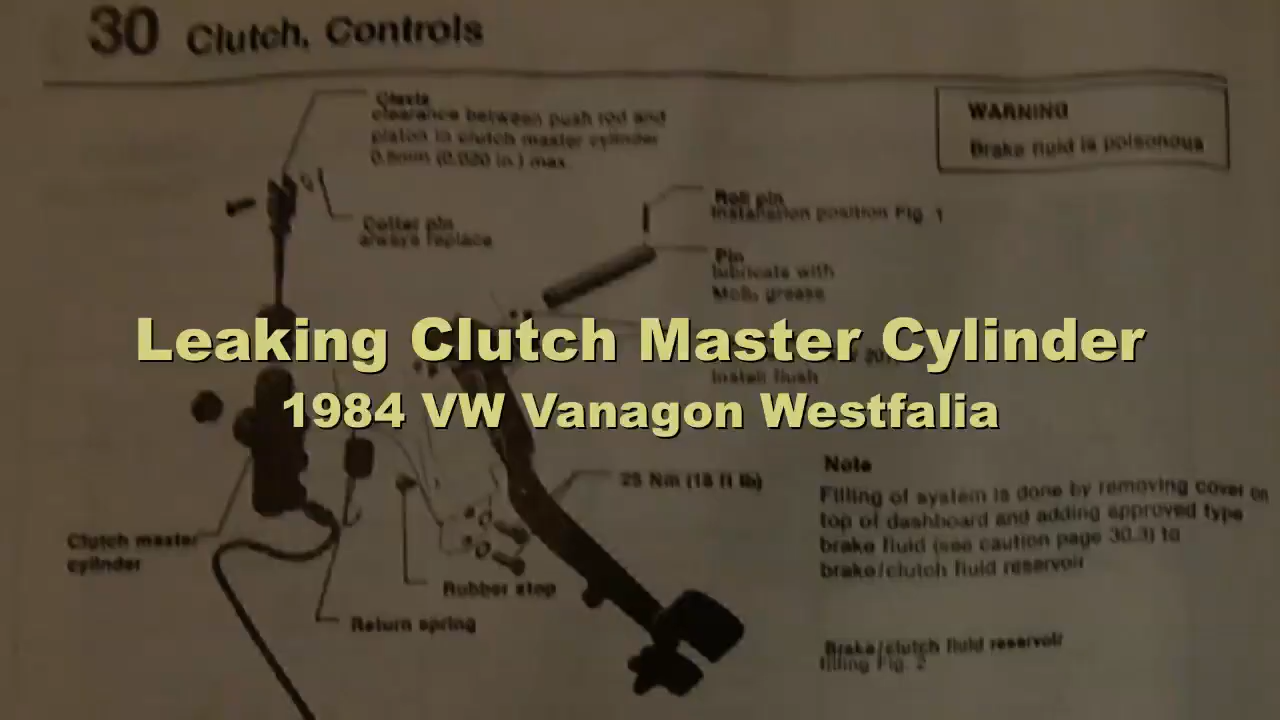 30 Clutch, Controls
Clevis
clearance between push rod and
piston in clutch master cylinder
0.5mm (0.020 in.) max
WARNING
Brake fluid is poisonous
Cotter pin
always replace
Roll pin
installation position Fig. 1
Pin
lubricate with
MoS₂ grease
Leaking Clutch Master Cylinder
install flush
1984 VW Vanagon Westfalia
25 Nm (18 ft lb)
Note
Filling of system is done by removing cover on
top of dashboard and adding approved type
brake fluid (see caution page 30.3) to
brake/clutch fluid reservoir
Clutch master
cylinder
Rubber stop
Return spring
Brake/clutch fluid reservoir
filling Fig. 2